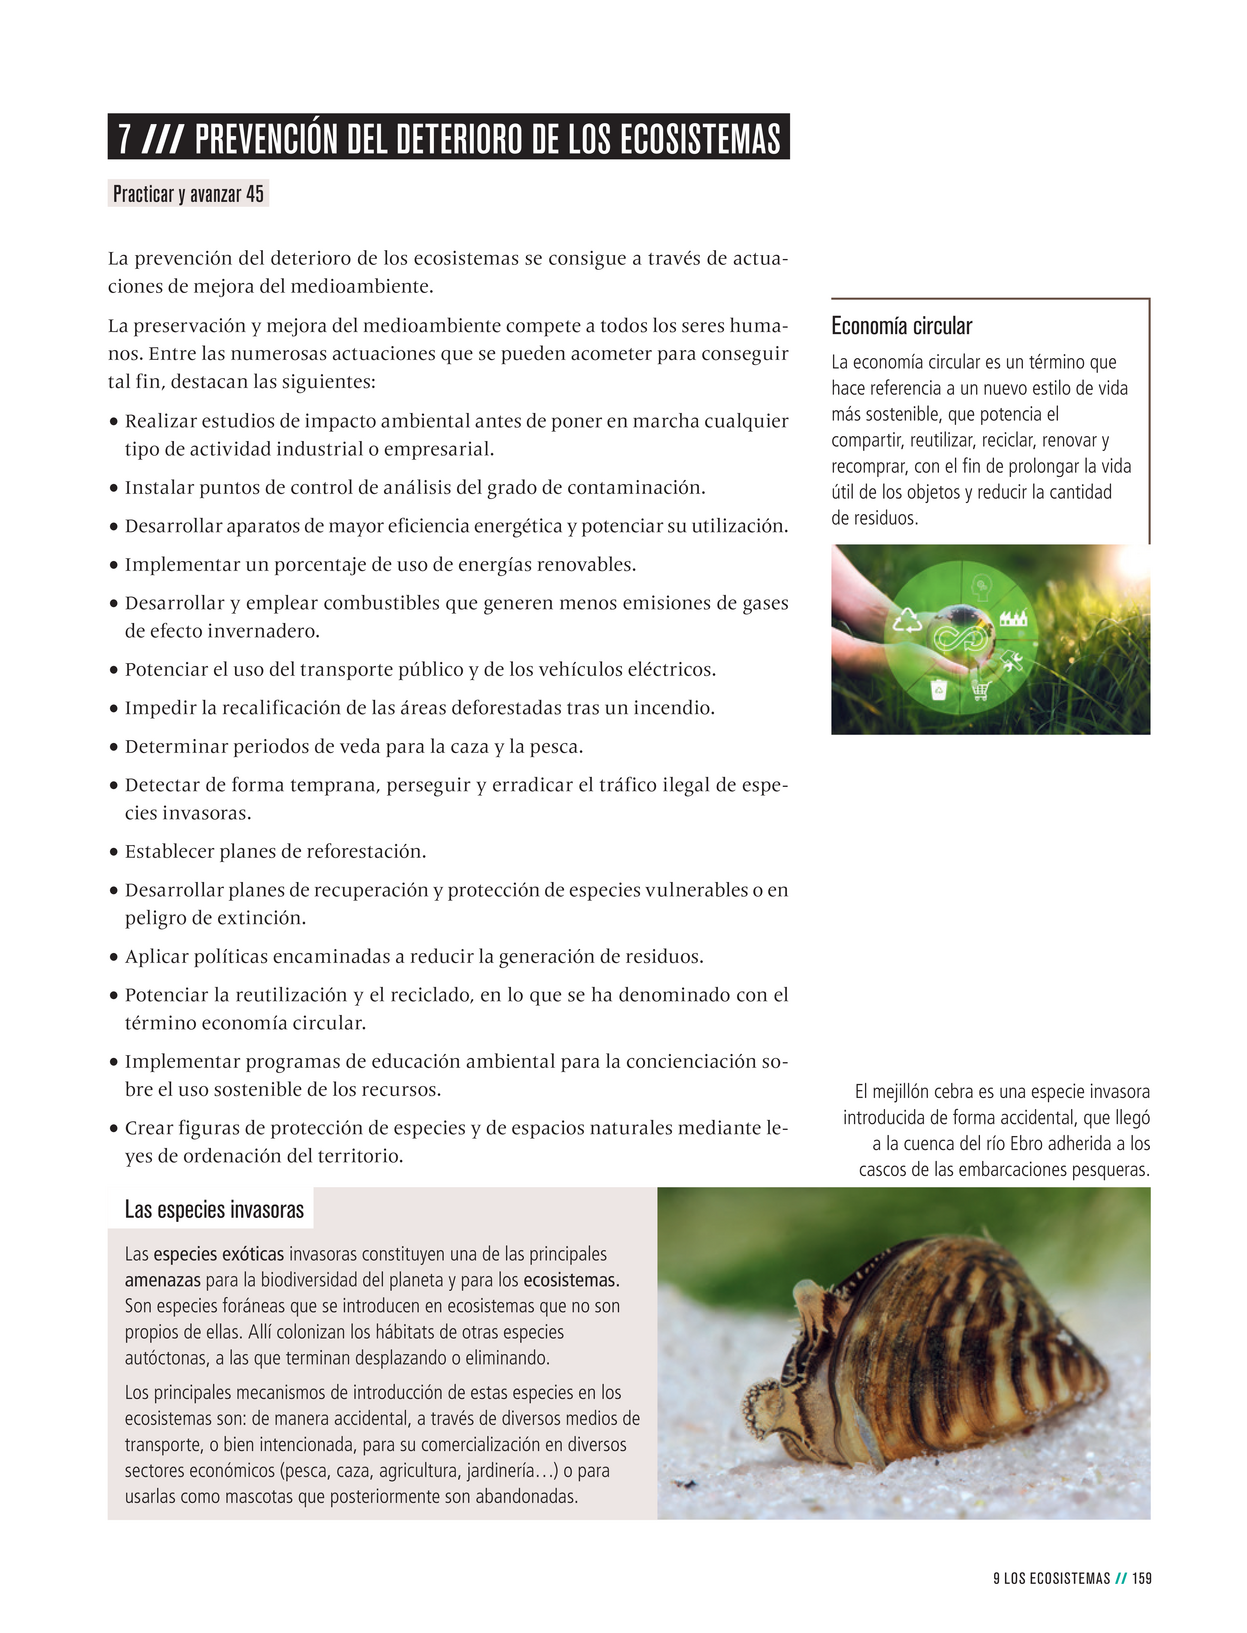 7 /// PREVENCIÓN DEL DETERIORO DE LOS ECOSISTEMAS
Practicar y avanzar 45
La prevención del deterioro de los ecosistemas se consigue a través de actua-
ciones de mejora del medioambiente.
La preservación y mejora del medioambiente compete a todos los seres huma-
nos. Entre las numerosas actuaciones que se pueden acometer para conseguir
tal fin, destacan las siguientes:
• Realizar estudios de impacto ambiental antes de poner en marcha cualquier
tipo de actividad industrial o empresarial.
• Instalar puntos de control de análisis del grado de contaminación.
• Desarrollar aparatos de mayor eficiencia energética y potenciar su utilización.
• Implementar un porcentaje de uso de energías renovables.
• Desarrollar y emplear combustibles que generen menos emisiones de gases
de efecto invernadero.
• Potenciar el uso del transporte público y de los vehículos eléctricos.
• Impedir la recalificación de las áreas deforestadas tras un incendio.
• Determinar periodos de veda para la caza y la pesca.
• Detectar de forma temprana, perseguir y erradicar el tráfico ilegal de espe-
cies invasoras.
• Establecer planes de reforestación.
• Desarrollar planes de recuperación y protección de especies vulnerables o en
peligro de extinción.
• Aplicar políticas encaminadas a reducir la generación de residuos.
• Potenciar la reutilización y el reciclado, en lo que se ha denominado con el
término economía circular.
• Implementar programas de educación ambiental para la concienciación so-
bre el uso sostenible de los recursos.
• Crear figuras de protección de especies y de espacios naturales mediante le-
yes de ordenación del territorio.
Economía circular
La economía circular es un término que
hace referencia a un nuevo estilo de vida
más sostenible, que potencia el
compartir, reutilizar, reciclar, renovar y
recomprar, con el fin de prolongar la vida
útil de los objetos y reducir la cantidad
de residuos.
El mejillón cebra es una especie invasora
introducida de forma accidental, que llegó
a la cuenca del río Ebro adherida a los
cascos de las embarcaciones pesqueras.
Las especies invasoras
Las especies exóticas invasoras constituyen una de las principales
amenazas para la biodiversidad del planeta y para los ecosistemas.
Son especies foráneas que se introducen en ecosistemas que no son
propios de ellas. Allí colonizan los hábitats de otras especies
autóctonas, a las que terminan desplazando o eliminando.
Los principales mecanismos de introducción de estas especies en los
ecosistemas son: de manera accidental, a través de diversos medios de
transporte, o bien intencionada, para su comercialización en diversos
sectores económicos (pesca, caza, agricultura, jardinería…) o para
usarlas como mascotas que posteriormente son abandonadas.
9 LOS ECOSISTEMAS // 159